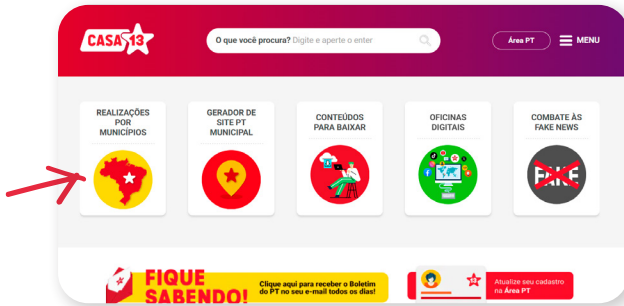 CASA 13
O que você procura? Digite e aperte o enter
Área PT
MENU
REALIZAÇÕES
POR
MUNICÍPIOS
GERADOR DE
SITE PT
MUNICIPAL
CONTEÚDOS
PARA BAIXAR
OFICINAS
DIGITAIS
COMBATE ÀS
FAKE NEWS
FAKE
FIQUE
SABENDO!
Clique aqui para receber o Boletim
do PT no seu e-mail todos os dias!
13
Atualize seu cadastro
na Área PT